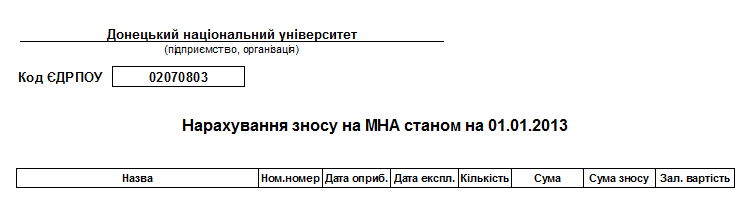 Донецький національний університет
(підприємство, організація)
Код ЄДРПОУ 02070803
Нарахування зносу на МНА станом на 01.01.2013
Назва Ном.номер Дата оприб. Дата експл. Кількість Сума Сума зносу Зал. вартість